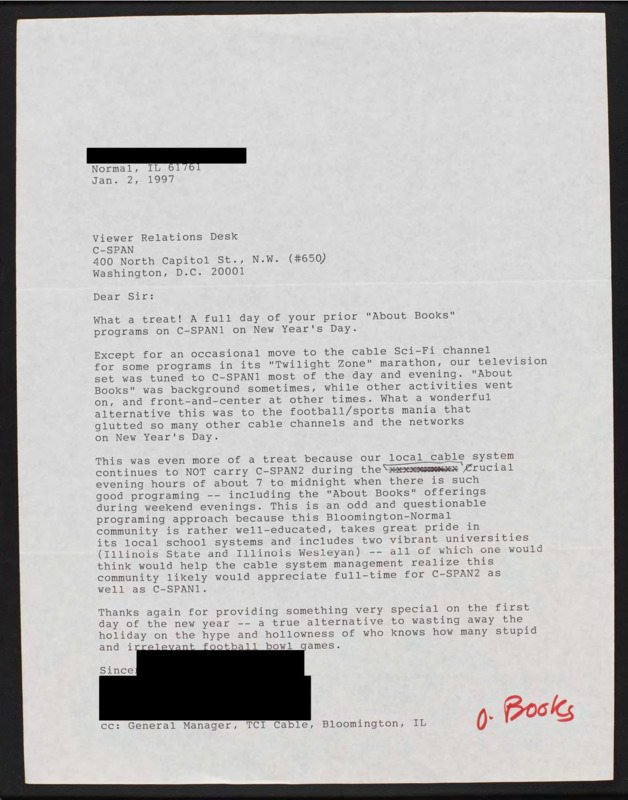 Normal, IL 61761
Jan. 2, 1997
Viewer Relations Desk
C-SPAN
400 North Capitol St., N.W. (#650)
Washington, D.C. 20001
Dear Sir:
What a treat! A full day of your prior "About Books"
programs on C-SPAN1 on New Year's Day.
Except for an occasional move to the cable Sci-Fi channel
for some programs in its "Twilight Zone" marathon, our television
set was tuned to C-SPAN1 most of the day and evening. "About
Books" was background sometimes, while other activities went
on, and front-and-center at other times. What a wonderful
alternative this was to the football/sports mania that
glutted so many other cable channels and the networks
on New Year's Day.
This was even more of a treat because our local cable system
continues to NOT carry C-SPAN2 during the crucial
evening hours of about 7 to midnight when there is such
good programing -- including the "About Books" offerings
during weekend evenings. This is an odd and questionable
programing approach because this Bloomington-Normal
community is rather well-educated, takes great pride in
its local school systems and includes two vibrant universities
(Illinois State and Illinois Wesleyan) -- all of which one would
think would help the cable system management realize this
community likely would appreciate full-time for C-SPAN2 as
well as C-SPAN1.
Thanks again for providing something very special on the first
day of the new year -- a true alternative to wasting away the
holiday on the hype and hollowness of who knows how many stupid
and irrelevant football bowl games.
Since
cc: General Manager, TCI Cable, Bloomington, IL
O. Books